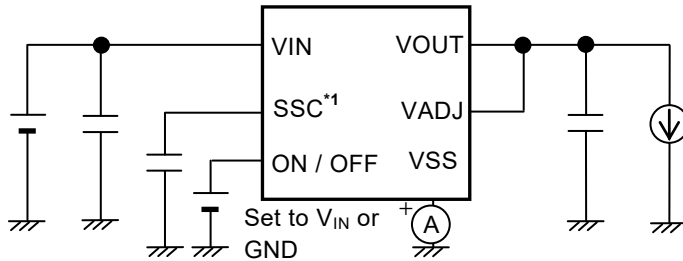 VIN VOUT
SSC*1 VADJ
ON / OFF VSS
Set to VIN or
GND
+ A